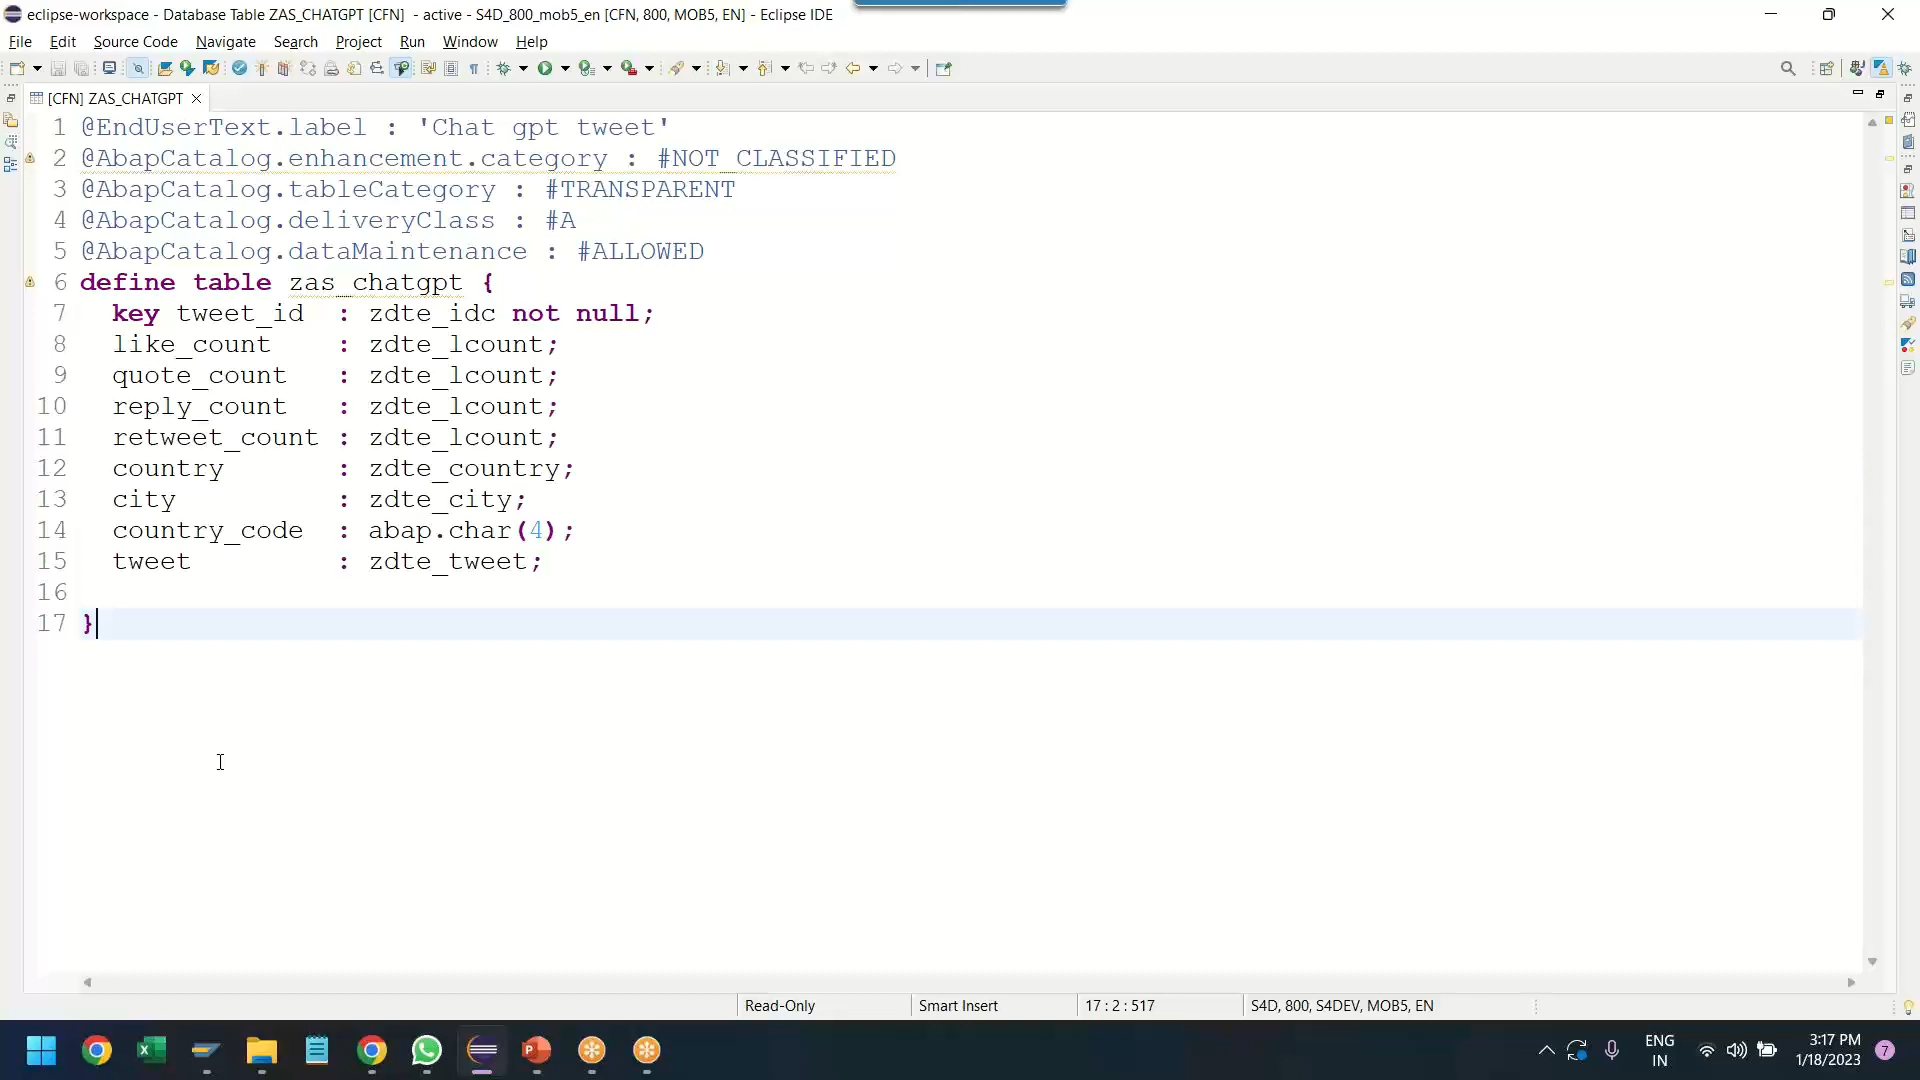 eclipse-workspace - Database Table ZAS_CHATGPT [CFN] - active - S4D_800_mob5_en [CFN, 800, MOB5, EN] - Eclipse IDE
File Edit Source Code Navigate Search Project Run Window Help
[CFN] ZAS_CHATGPT
1 @EndUserText.label : 'Chat gpt tweet'
2 @AbapCatalog.enhancement.category : #NOT_CLASSIFIED
3 @AbapCatalog.tableCategory : #TRANSPARENT
4 @AbapCatalog.deliveryClass : #A
5 @AbapCatalog.dataMaintenance : #ALLOWED
6 define table zas_chatgpt {
7 key tweet_id : zdte_idc not null;
8 like_count : zdte_lcount;
9 quote_count : zdte_lcount;
10 reply_count : zdte_lcount;
11 retweet_count : zdte_lcount;
12 country : zdte_country;
13 city : zdte_city;
14 country_code : abap.char(4);
15 tweet : zdte_tweet;
16
17 }
Read-Only Smart Insert 17 : 2 : 517 S4D, 800, S4DEV, MOB5, EN
ENG 3:17 PM
IN 1/18/2023 7